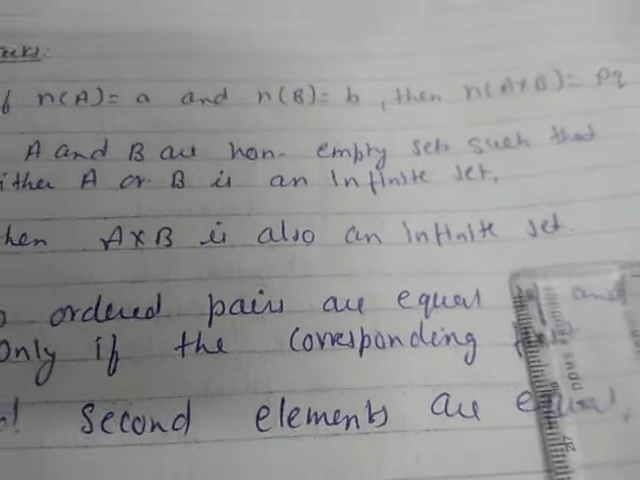 n(A) = a and n(B) = b, then n(A×B) = pq
A and B are non-empty sets such that
either A or B is an infinite set.
then A×B is also an infinite set
ordered pairs are equal and
Only if the corresponding
second elements are equal.